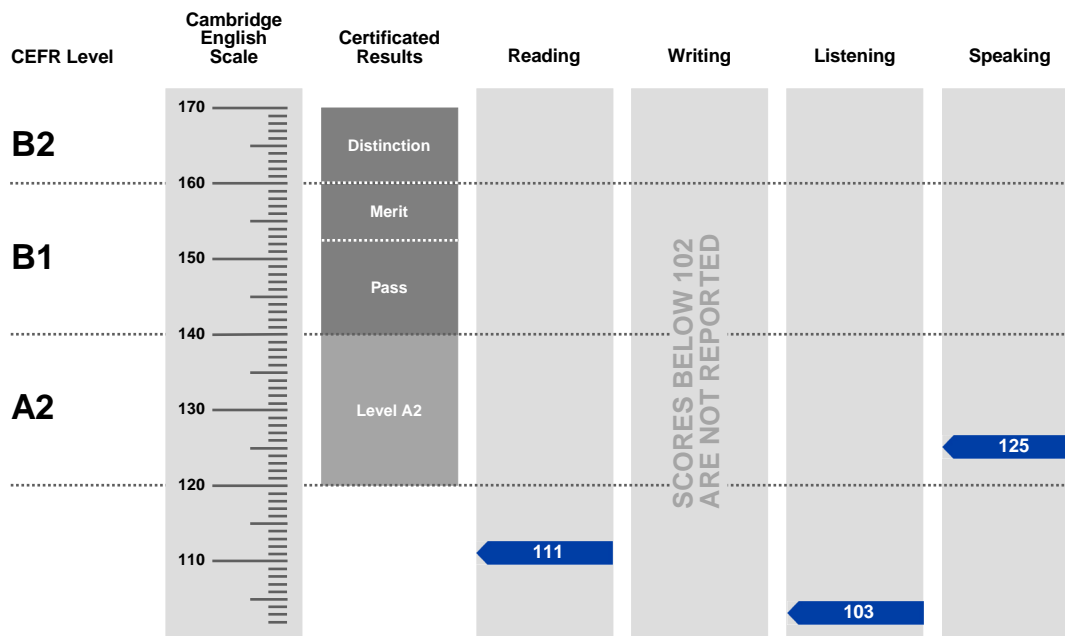 CEFR Level
Cambridge
English
Scale
Certificated
Results
Reading
Writing
Listening
Speaking
170
B2
Distinction
160
Merit
B1
150
Pass
140
A2
130
Level A2
SCORES BELOW 102
ARE NOT REPORTED
125
120
110
111
103